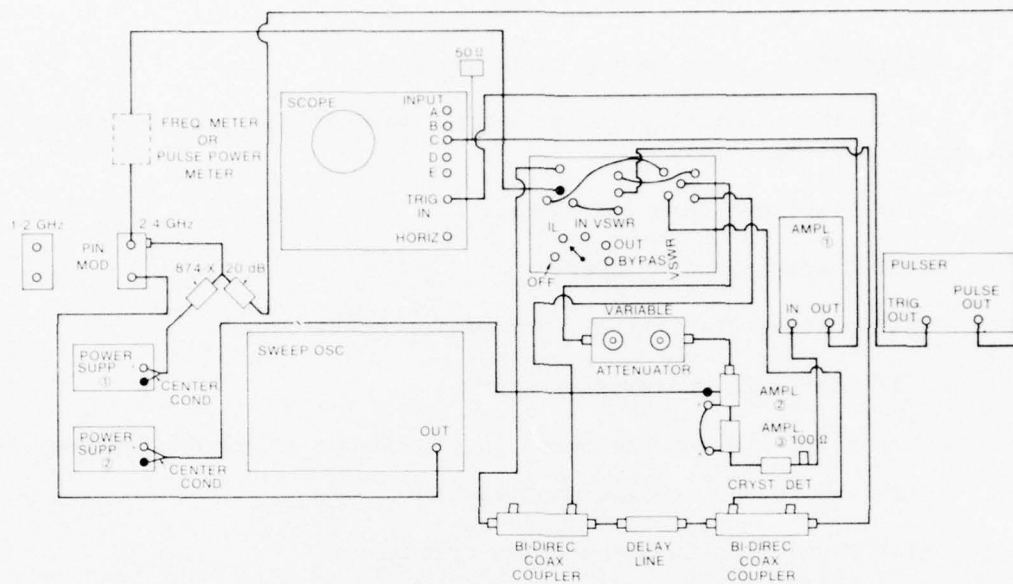 50Ω
SCOPE
INPUT
A
B
C
D
E
TRIG
IN
HORIZ
FREQ. METER
OR
PULSE POWER
METER
1-2 GHz
2-4 GHz
PIN
MOD
874-X
20 dB
IL
IN VSWR
OUT
BYPAS
OFF
VSWR
AMPL
①
IN OUT
PULSER
TRIG.
OUT
PULSE
OUT
VARIABLE
ATTENUATOR
POWER
SUPP
①
CENTER
COND.
POWER
SUPP
②
CENTER
COND.
SWEEP OSC
OUT
AMPL
②
AMPL.
③
100Ω
CRYST DET
BI-DIREC
COAX
COUPLER
DELAY
LINE
BI-DIREC
COAX
COUPLER